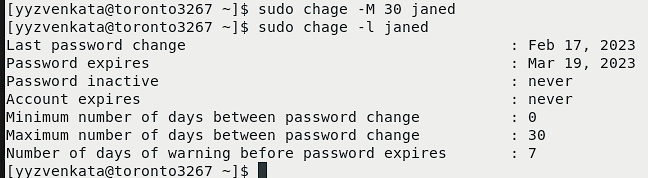 [yyzvenkata@toronto3267 ~]$ sudo chage -M 30 janed
[yyzvenkata@toronto3267 ~]$ sudo chage -l janed
Last password change : Feb 17, 2023
Password expires : Mar 19, 2023
Password inactive : never
Account expires : never
Minimum number of days between password change : 0
Maximum number of days between password change : 30
Number of days of warning before password expires : 7
[yyzvenkata@toronto3267 ~]$